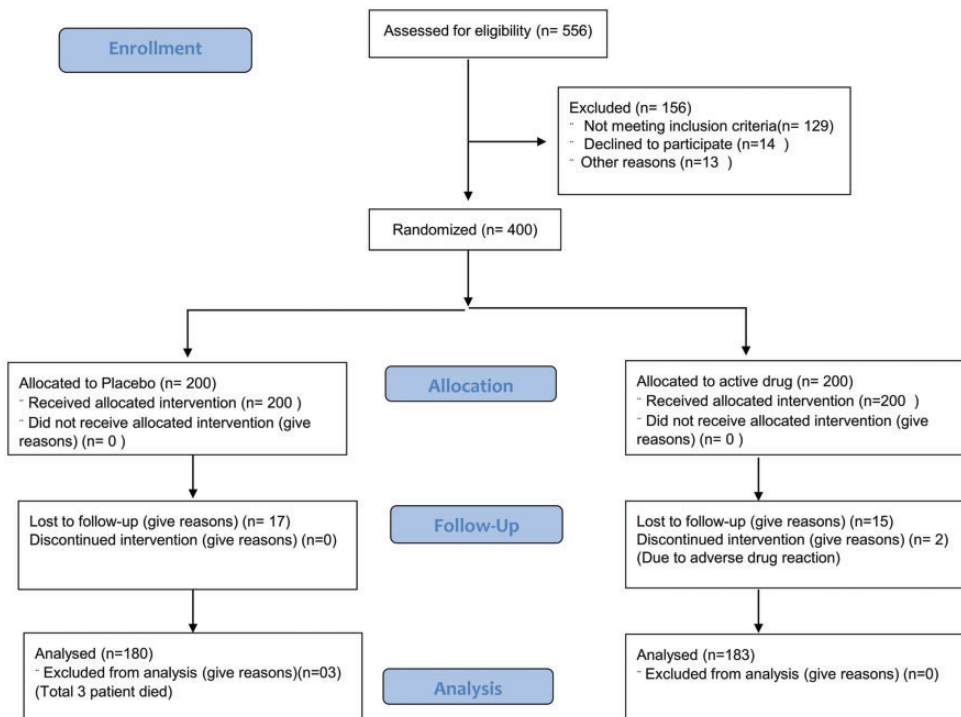 Enrollment
Assessed for eligibility (n= 556)
Excluded (n= 156)
¨ Not meeting inclusion criteria(n= 129)
¨ Declined to participate (n=14 )
¨ Other reasons (n=13 )
Randomized (n= 400)
Allocation
Allocated to Placebo (n= 200)
¨ Received allocated intervention (n= 200 )
¨ Did not receive allocated intervention (give
reasons) (n= 0 )
Allocated to active drug (n= 200)
¨ Received allocated intervention (n=200 )
¨ Did not receive allocated intervention (give
reasons) (n= 0 )
Follow-Up
Lost to follow-up (give reasons) (n= 17)
Discontinued intervention (give reasons) (n=0)
Lost to follow-up (give reasons) (n=15)
Discontinued intervention (give reasons) (n= 2)
(Due to adverse drug reaction)
Analysis
Analysed (n=180)
¨ Excluded from analysis (give reasons)(n=03)
(Total 3 patient died)
Analysed (n=183)
¨ Excluded from analysis (give reasons) (n=0)